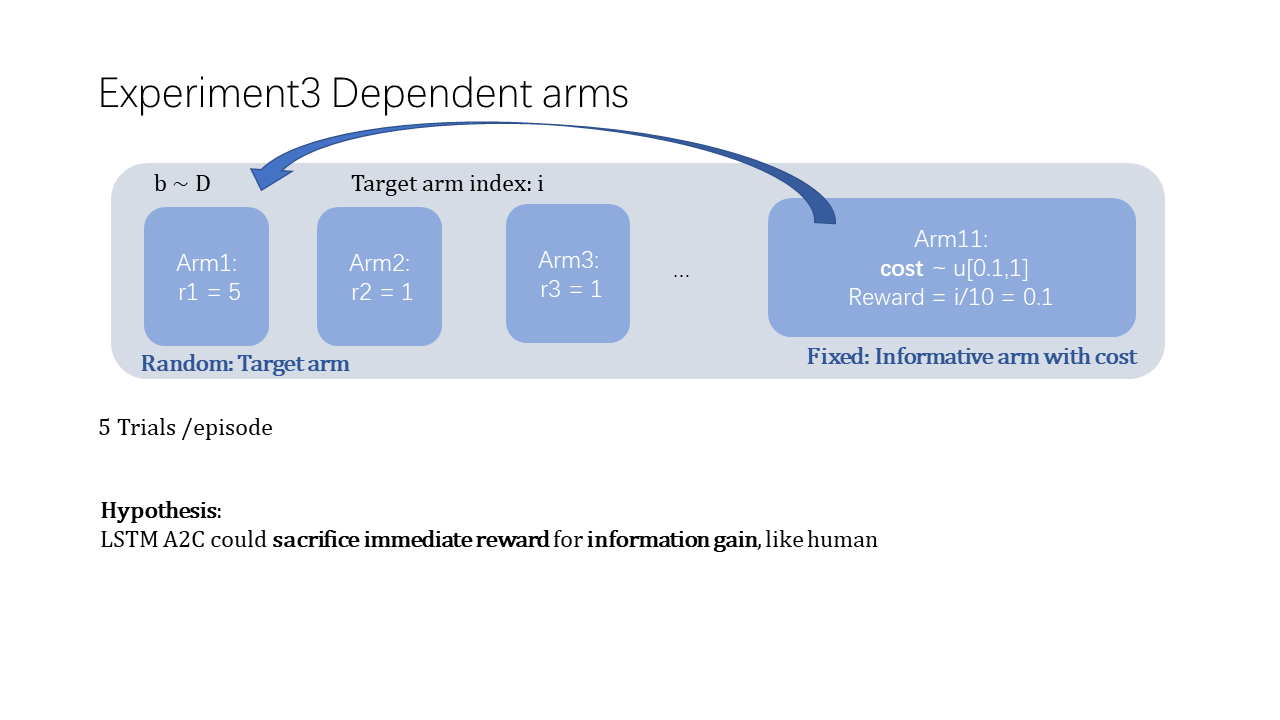 Experiment3 Dependent arms
b ~ D
Target arm index: i
Arm1:
r1 = 5
Arm2:
r2 = 1
Arm3:
r3 = 1
...
Arm11:
cost ~ u[0.1,1]
Reward = i/10 = 0.1
Random: Target arm
Fixed: Informative arm with cost
5 Trials /episode
Hypothesis:
LSTM A2C could sacrifice immediate reward for information gain, like human